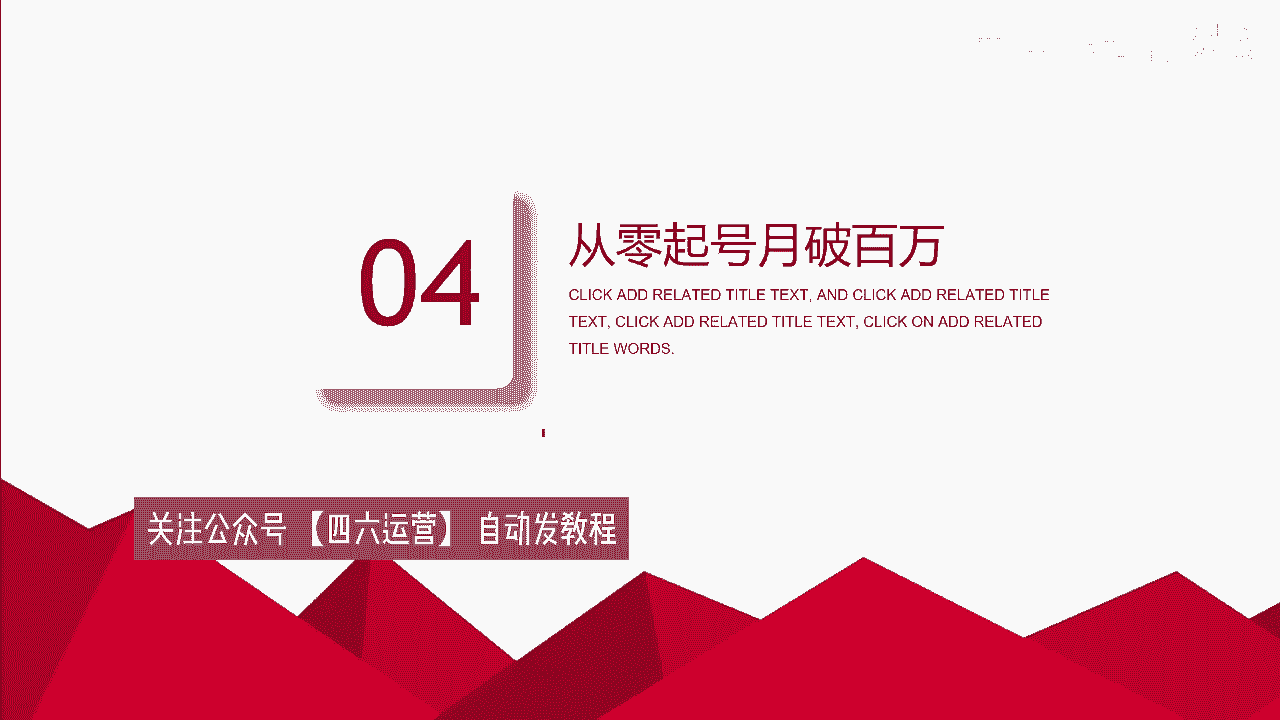 04
从零起号月破百万
CLICK ADD RELATED TITLE TEXT, AND CLICK ADD RELATED TITLE
TEXT, CLICK ADD RELATED TITLE TEXT, CLICK ON ADD RELATED
TITLE WORDS.
关注公众号 【四六运营】 自动发教程